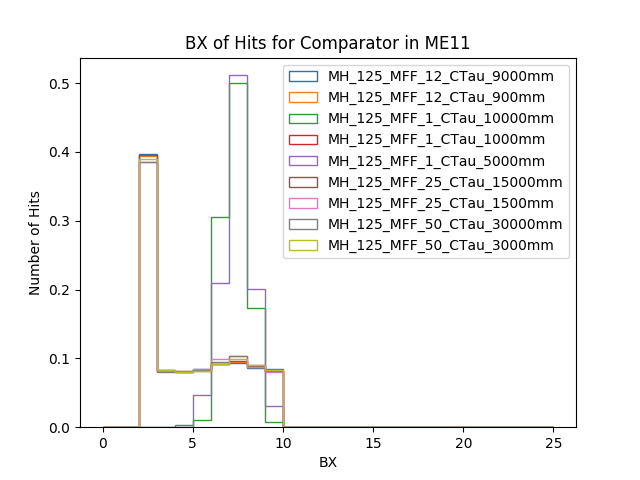 BX of Hits for Comparator in ME11
MH_125_MFF_12_CTau_9000mm
MH_125_MFF_12_CTau_900mm
MH_125_MFF_1_CTau_10000mm
MH_125_MFF_1_CTau_1000mm
MH_125_MFF_1_CTau_5000mm
MH_125_MFF_25_CTau_15000mm
MH_125_MFF_25_CTau_1500mm
MH_125_MFF_50_CTau_30000mm
MH_125_MFF_50_CTau_3000mm
Number of Hits
0.5
0.4
0.3
0.2
0.1
0.0
0 5 10 15 20 25
BX